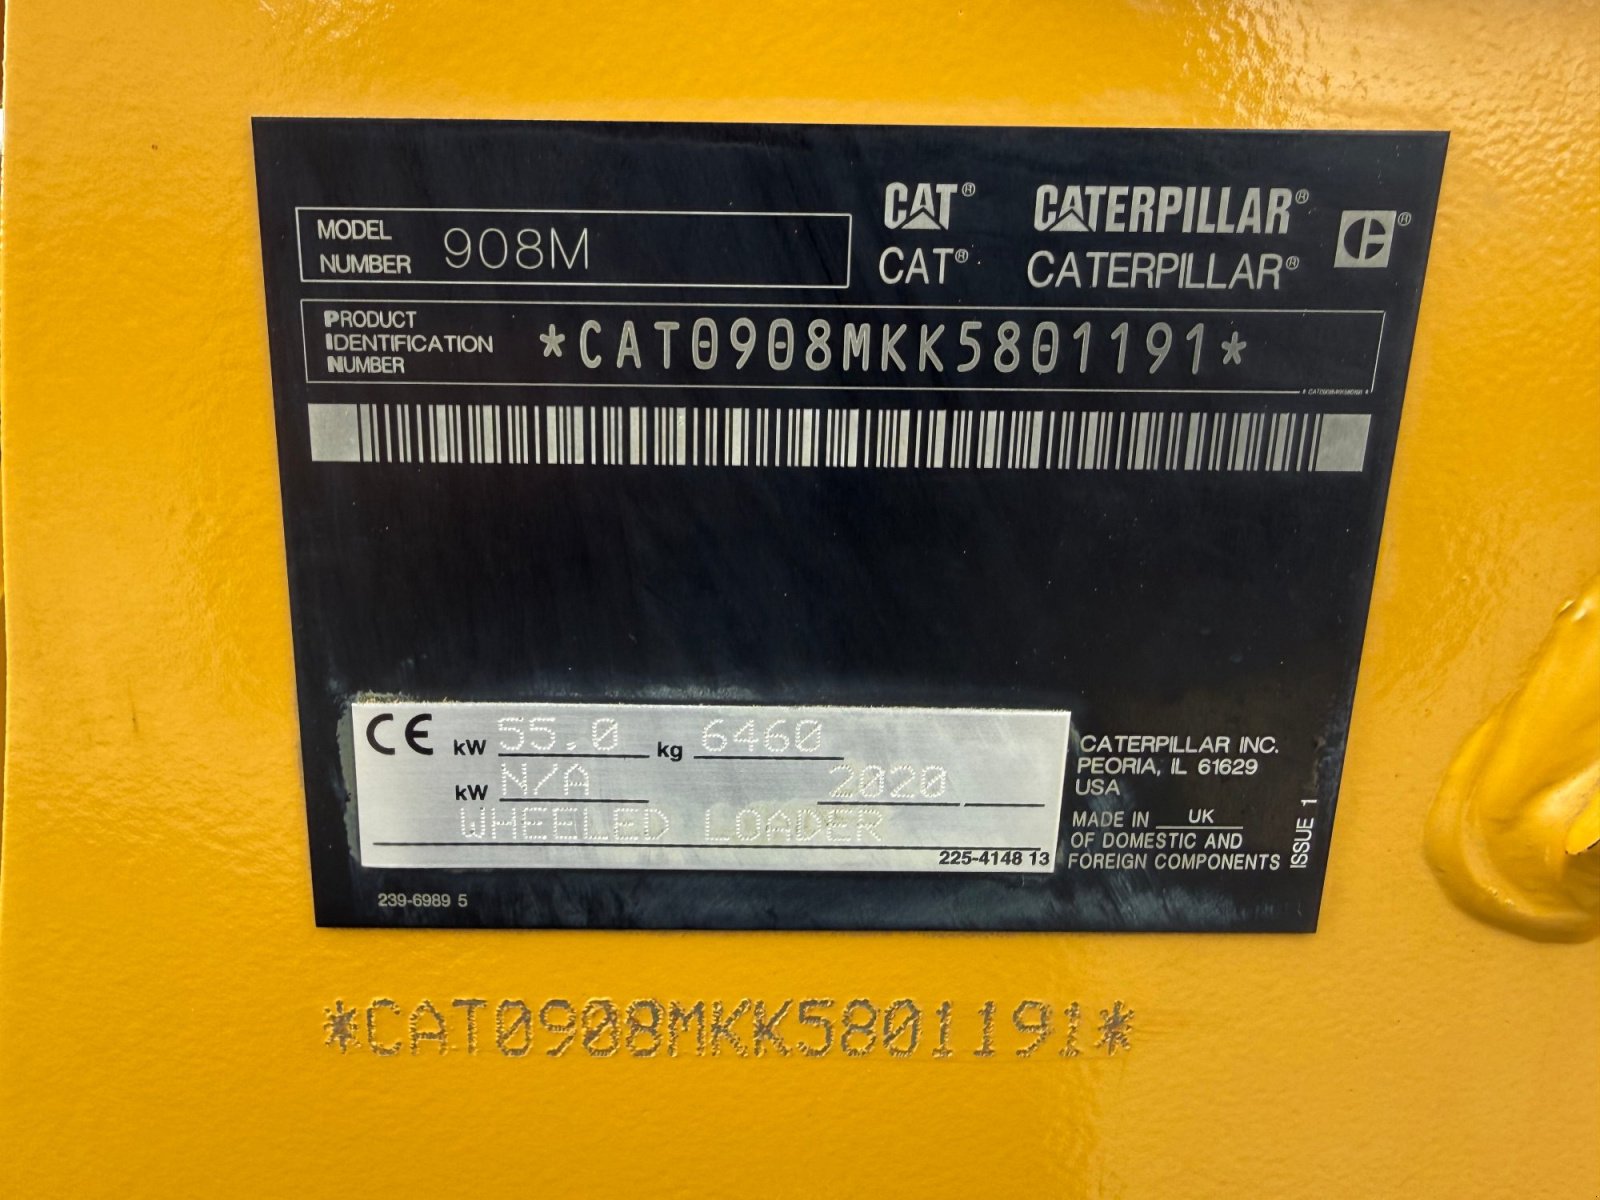 CAT® CATERPILLAR®
CAT® CATERPILLAR® ®
MODEL
NUMBER 908M
PRODUCT
IDENTIFICATION
NUMBER
*CAT0908MKK5801191*
CE kW 55.0 kg 6460
kW N/A 2020
WHEELED LOADER
225-4148 13
CATERPILLAR INC.
PEORIA, IL 61629
USA
MADE IN UK
OF DOMESTIC AND
FOREIGN COMPONENTS
ISSUE 1
239-6989 5
*CAT0908MKK5801191*